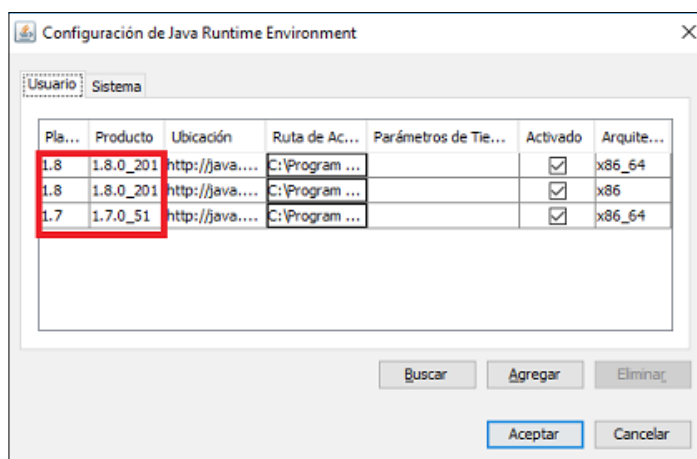 Configuración de Java Runtime Environment
Usuario Sistema
Pla... Producto Ubicación Ruta de Ac... Parámetros de Tie... Activado Arquite...
1.8 1.8.0_201 http://java.... C:\Program ... x86_64
1.8 1.8.0_201 http://java.... C:\Program ... x86
1.7 1.7.0_51 http://java.... C:\Program ... x86_64
Buscar Agregar Eliminar
Aceptar Cancelar